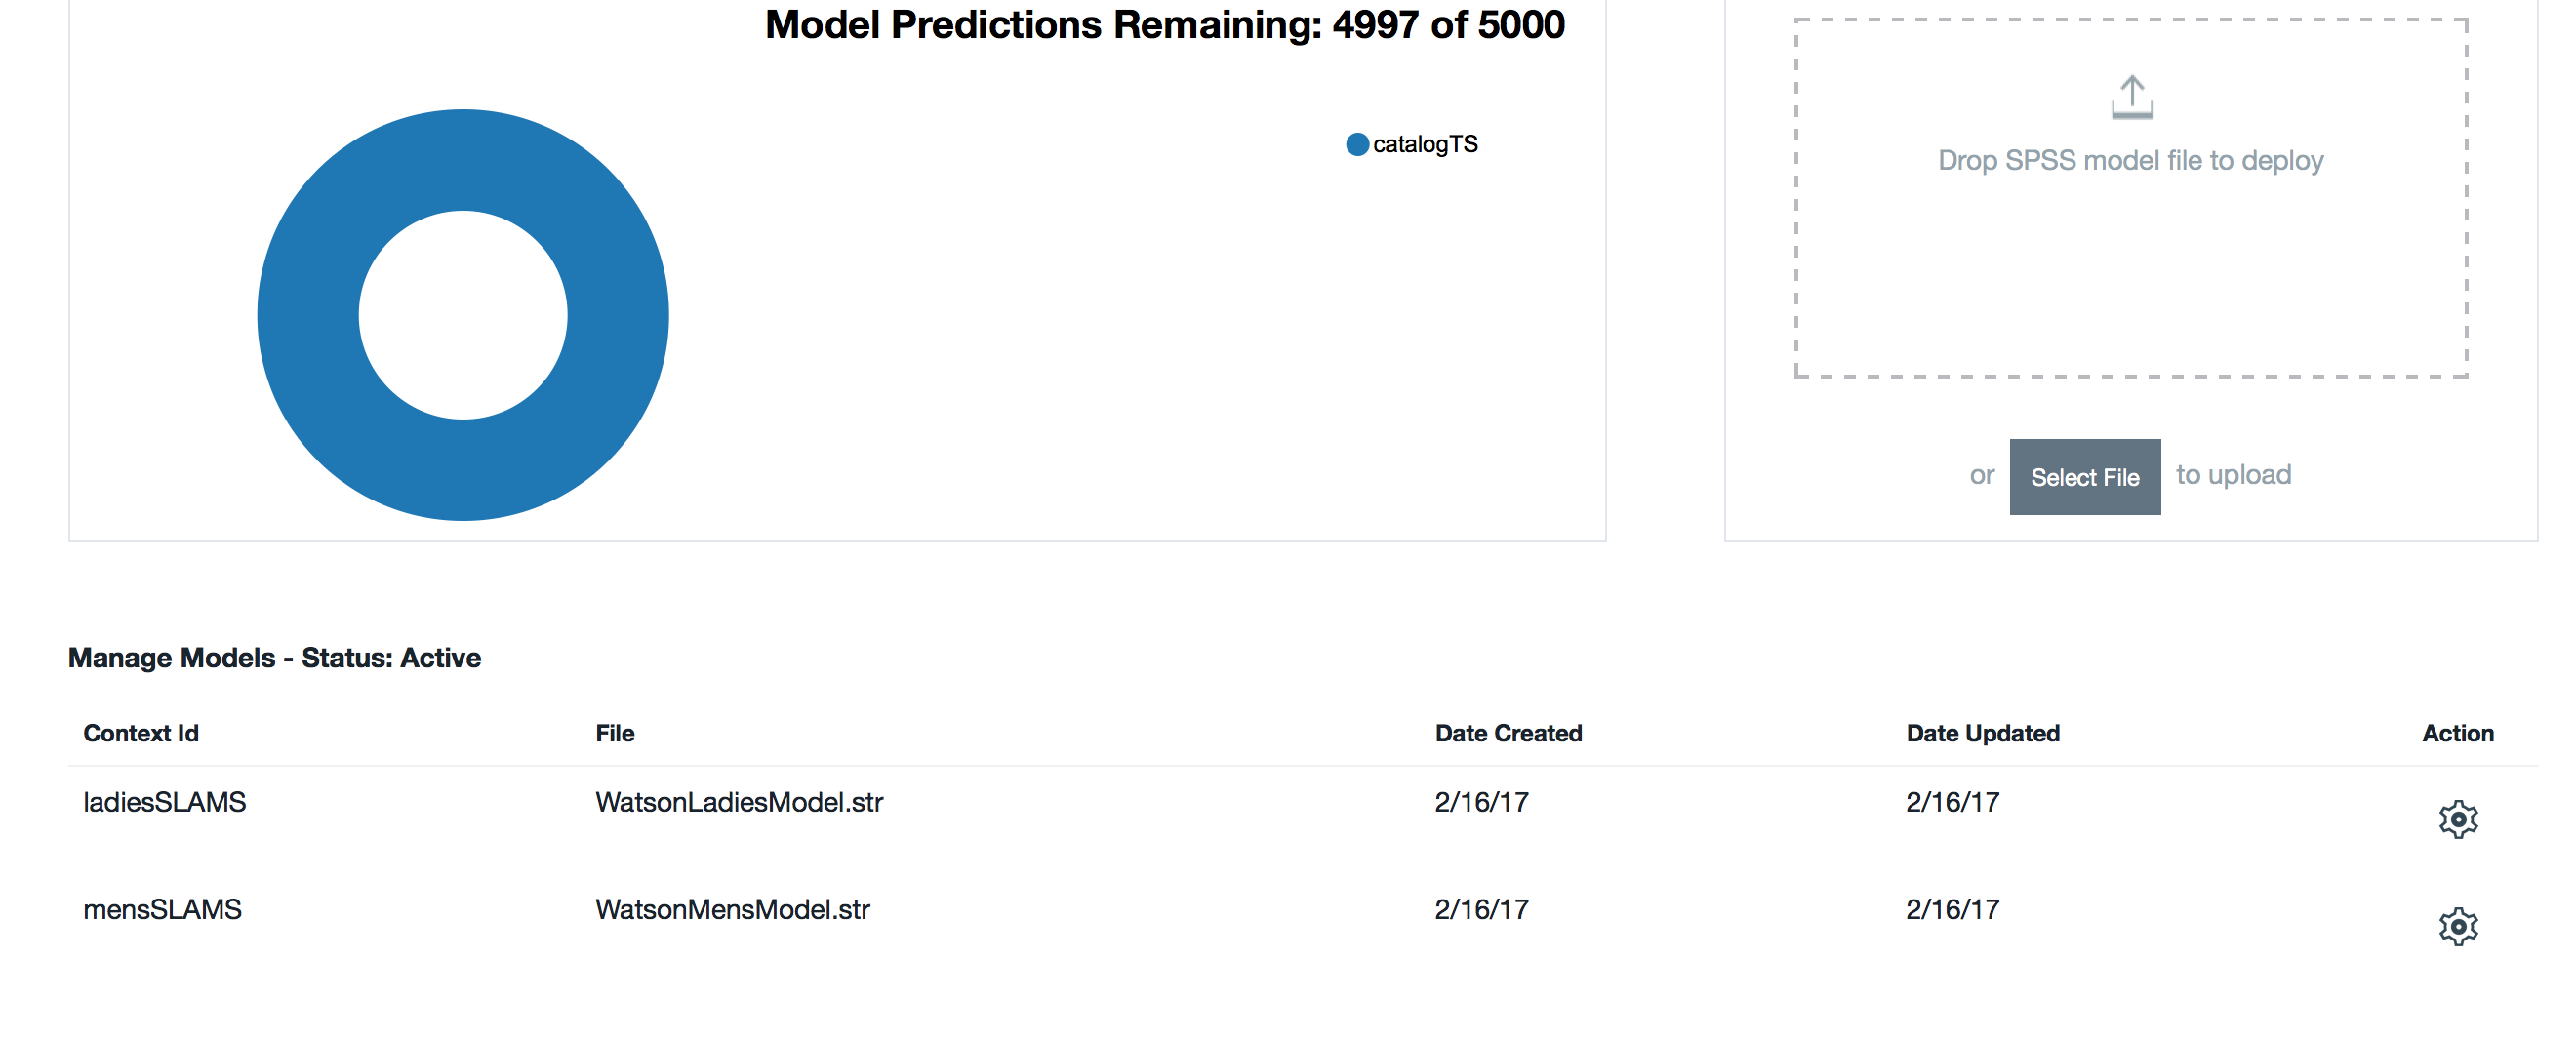 Model Predictions Remaining: 4997 of 5000
catalogTS
Drop SPSS model file to deploy
or Select File to upload
Manage Models - Status: Active
Context Id File Date Created Date Updated Action
ladiesSLAMS WatsonLadiesModel.str 2/16/17 2/16/17
mensSLAMS WatsonMensModel.str 2/16/17 2/16/17